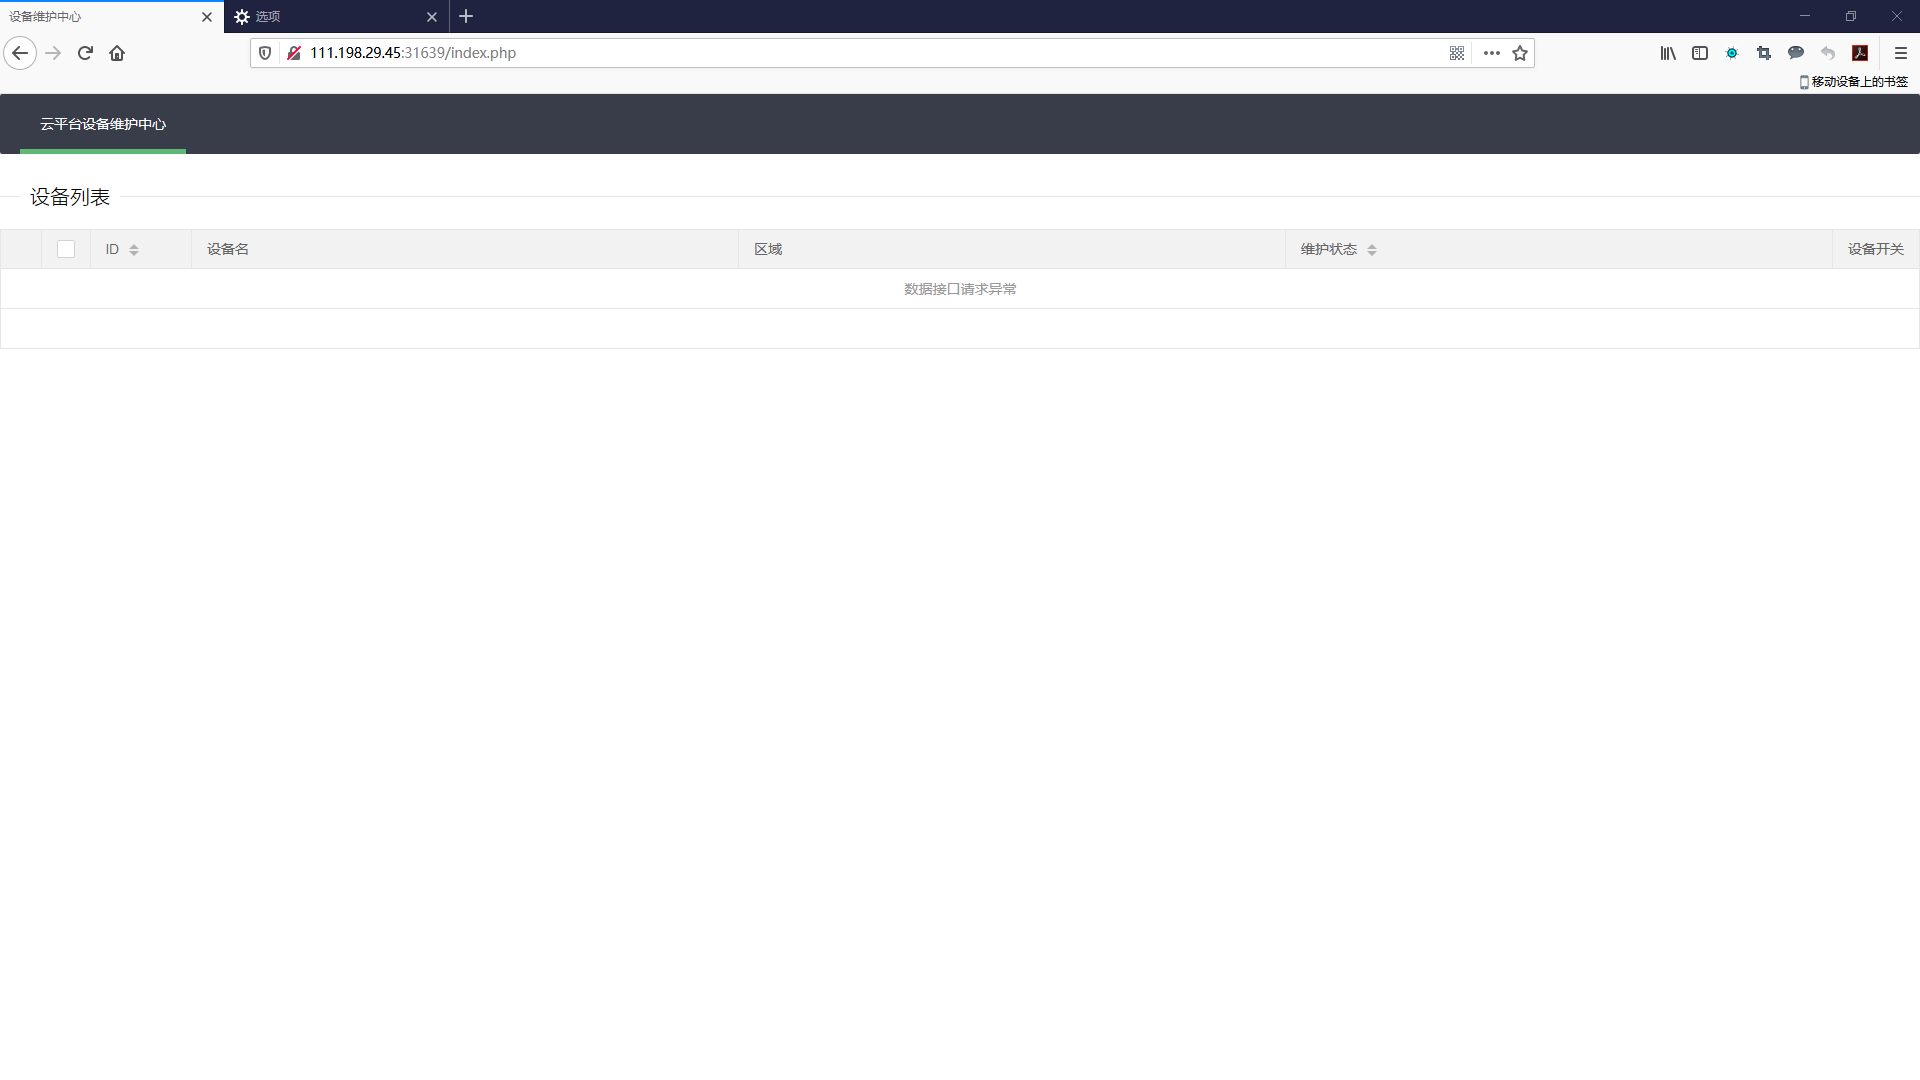 设备维护中心
选项
111.198.29.45:31639/index.php
移动设备上的书签
云平台设备维护中心
设备列表
ID 设备名 区域 维护状态 设备开关
数据接口请求异常